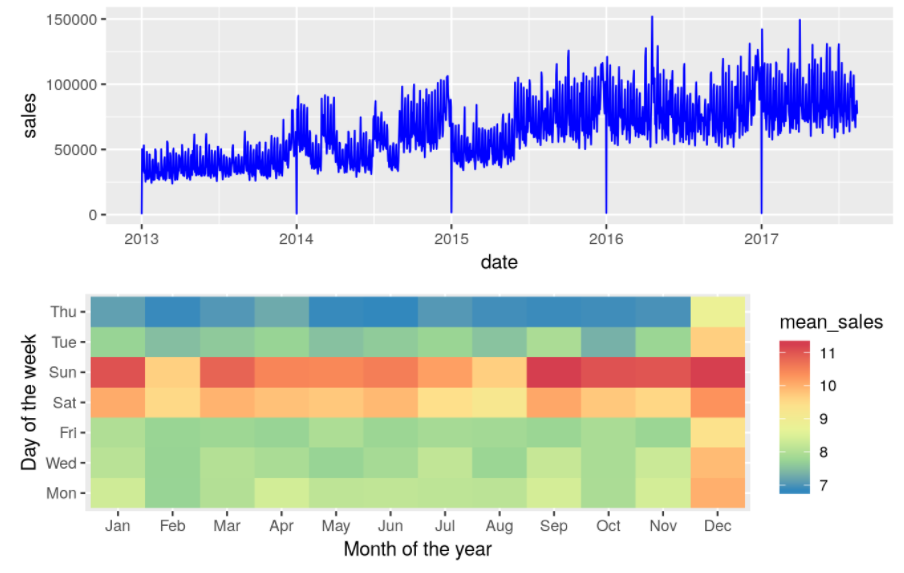 150000
100000
50000
0
sales
2013 2014 2015 2016 2017
date
Thu
Tue
Sun
Sat
Fri
Wed
Mon
Day of the week
Jan Feb Mar Apr May Jun Jul Aug Sep Oct Nov Dec
Month of the year
mean_sales
11
10
9
8
7